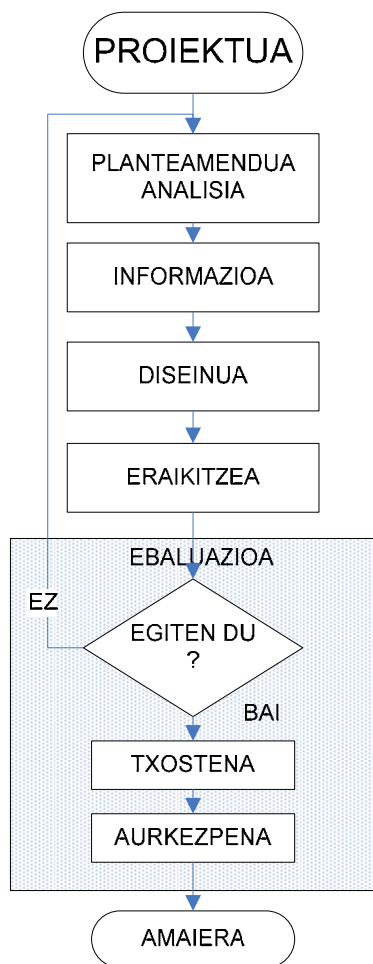 PROIEKTUA
PLANTEAMENDUA
ANALISIA
INFORMAZIOA
DISEINUA
ERAIKITZEA
EBALUAZIOA
EZ
EGITEN DU
?
BAI
TXOSTENA
AURKEZPENA
AMAIERA